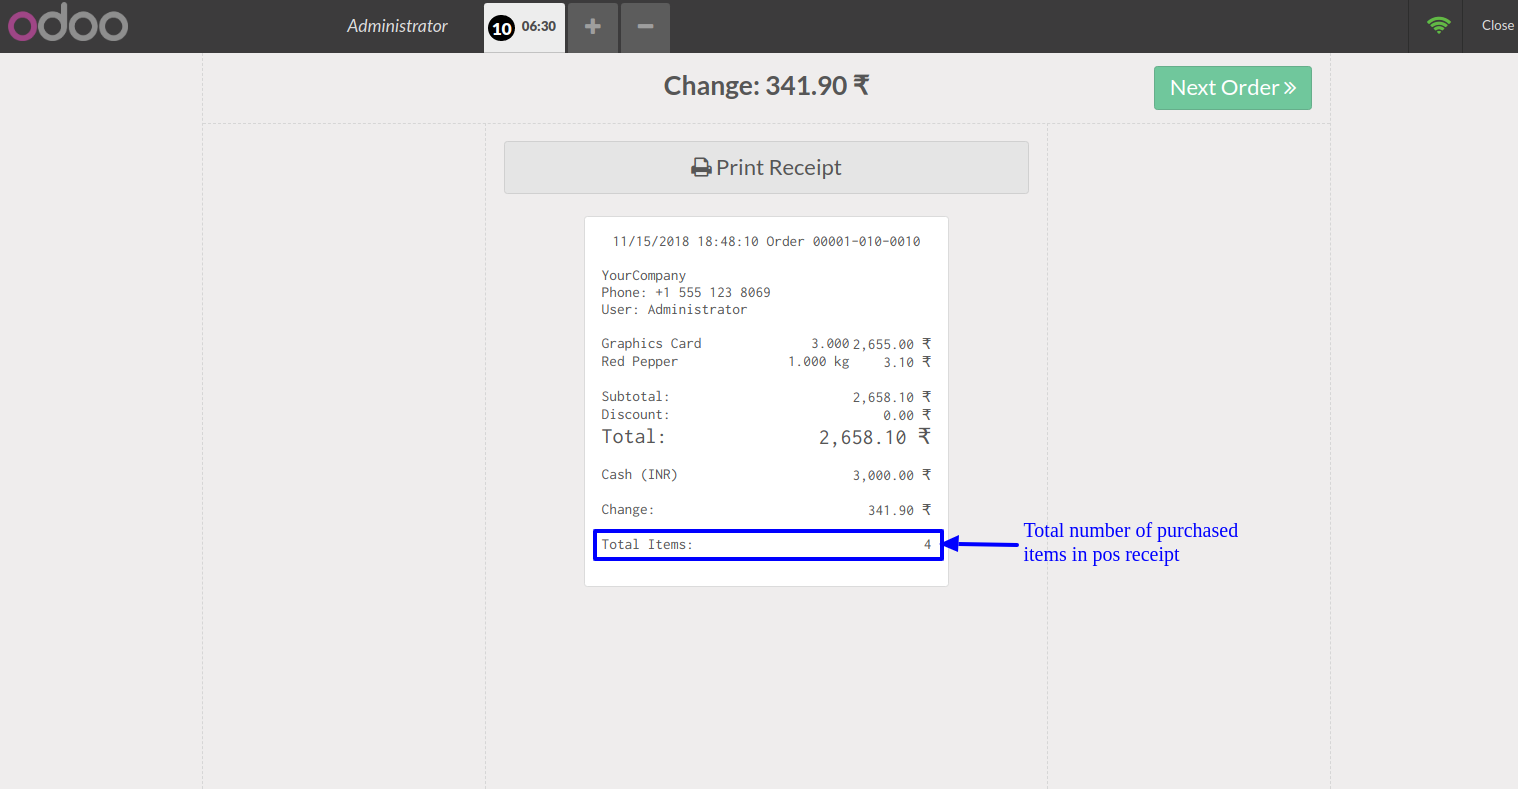 odoo
Administrator
10 06:30
Close
Change: 341.90 ₹
Next Order
Print Receipt
11/15/2018 18:48:10 Order 00001-010-0010
YourCompany
Phone: +1 555 123 8069
User: Administrator
Graphics Card 3.000 2,655.00 ₹
Red Pepper 1.000 kg 3.10 ₹
Subtotal: 2,658.10 ₹
Discount: 0.00 ₹
Total: 2,658.10 ₹
Cash (INR) 3,000.00 ₹
Change: 341.90 ₹
Total Items: 4
Total number of purchased
items in pos receipt